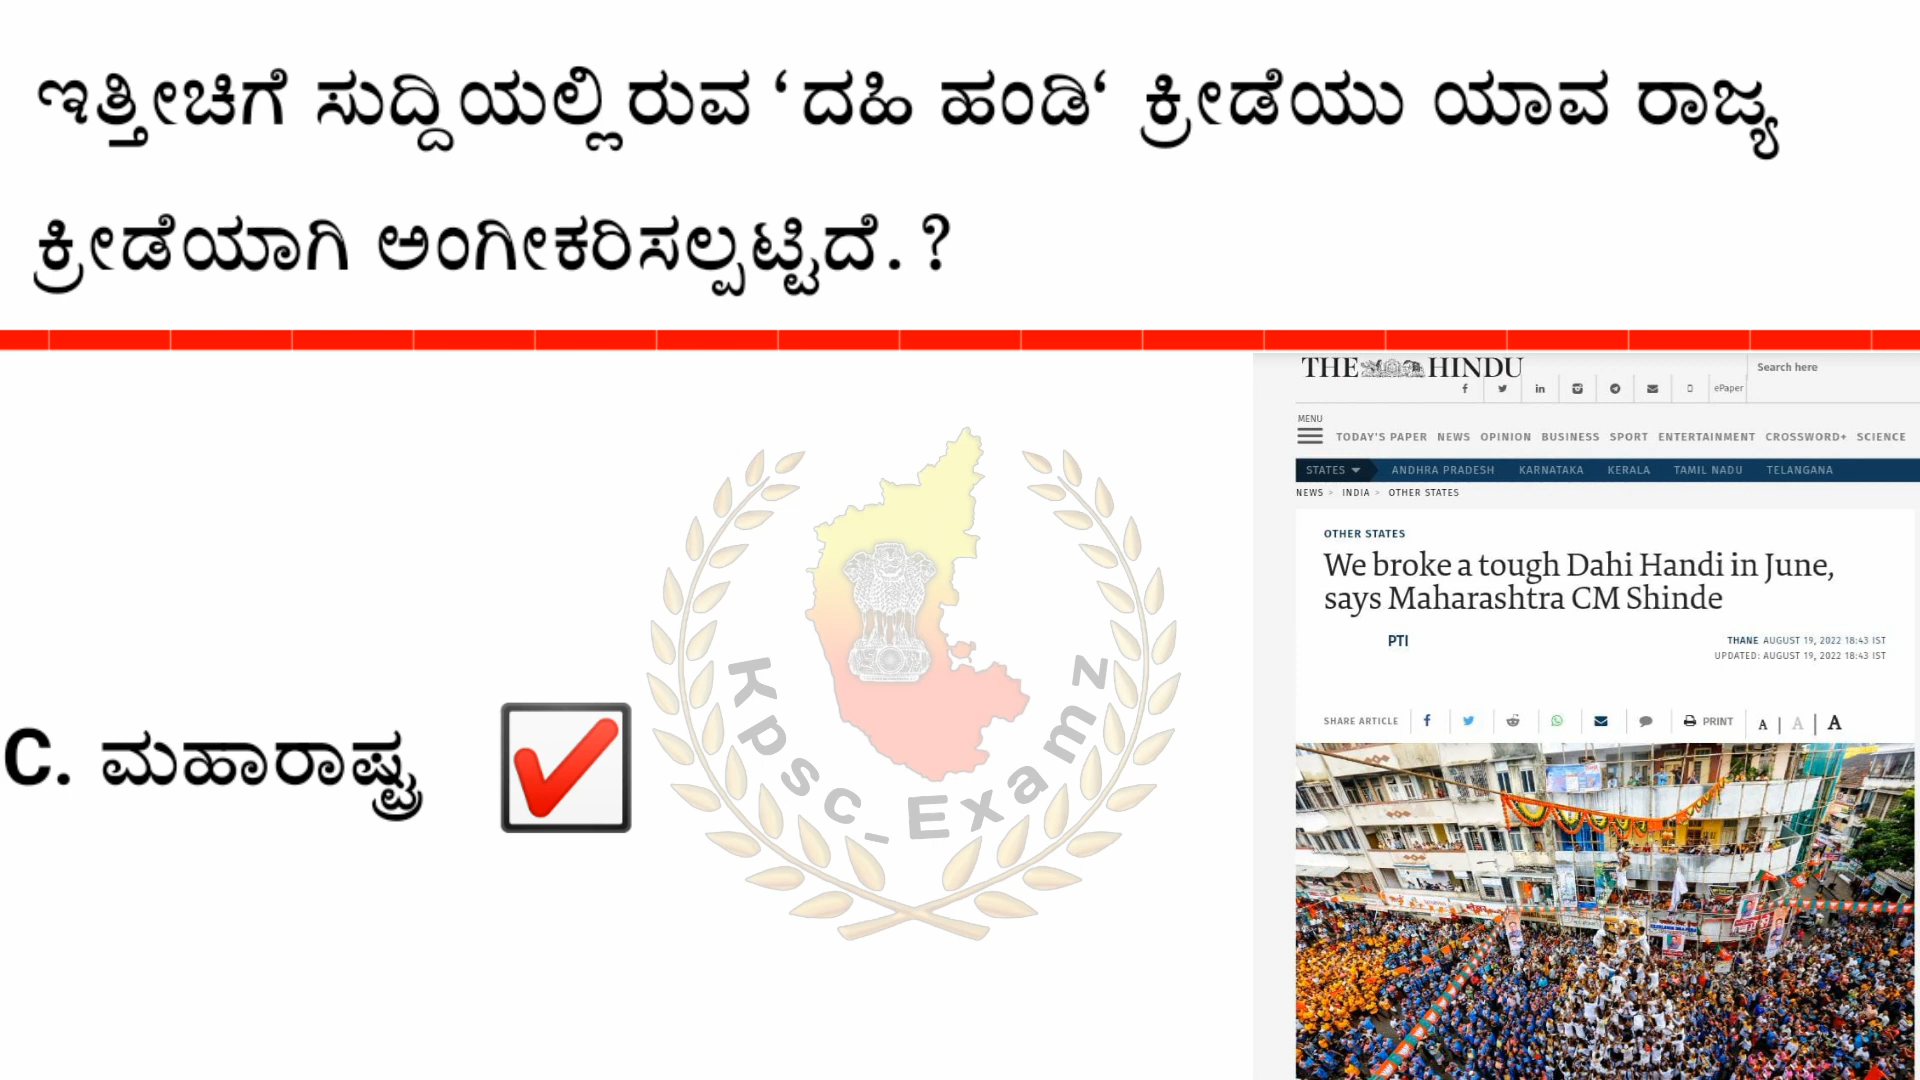 ಇತ್ತೀಚಿಗೆ ಸುದ್ದಿಯಲ್ಲಿರುವ ‘ದಹಿ ಹಂಡಿ‘ ಕ್ರೀಡೆಯು ಯಾವ ರಾಜ್ಯ
ಕ್ರೀಡೆಯಾಗಿ ಅಂಗೀಕರಿಸಲ್ಪಟ್ಟಿದೆ.?
C. ಮಹಾರಾಷ್ಟ್ರ
Kpsc_Examz
THE HINDU
Search here
ePaper
MENU
TODAY'S PAPER NEWS OPINION BUSINESS SPORT ENTERTAINMENT CROSSWORD+ SCIENCE
STATES ANDHRA PRADESH KARNATAKA KERALA TAMIL NADU TELANGANA
NEWS > INDIA > OTHER STATES
OTHER STATES
We broke a tough Dahi Handi in June,
says Maharashtra CM Shinde
PTI
THANE AUGUST 19, 2022 18:43 IST
UPDATED: AUGUST 19, 2022 18:43 IST
SHARE ARTICLE PRINT A | A | A